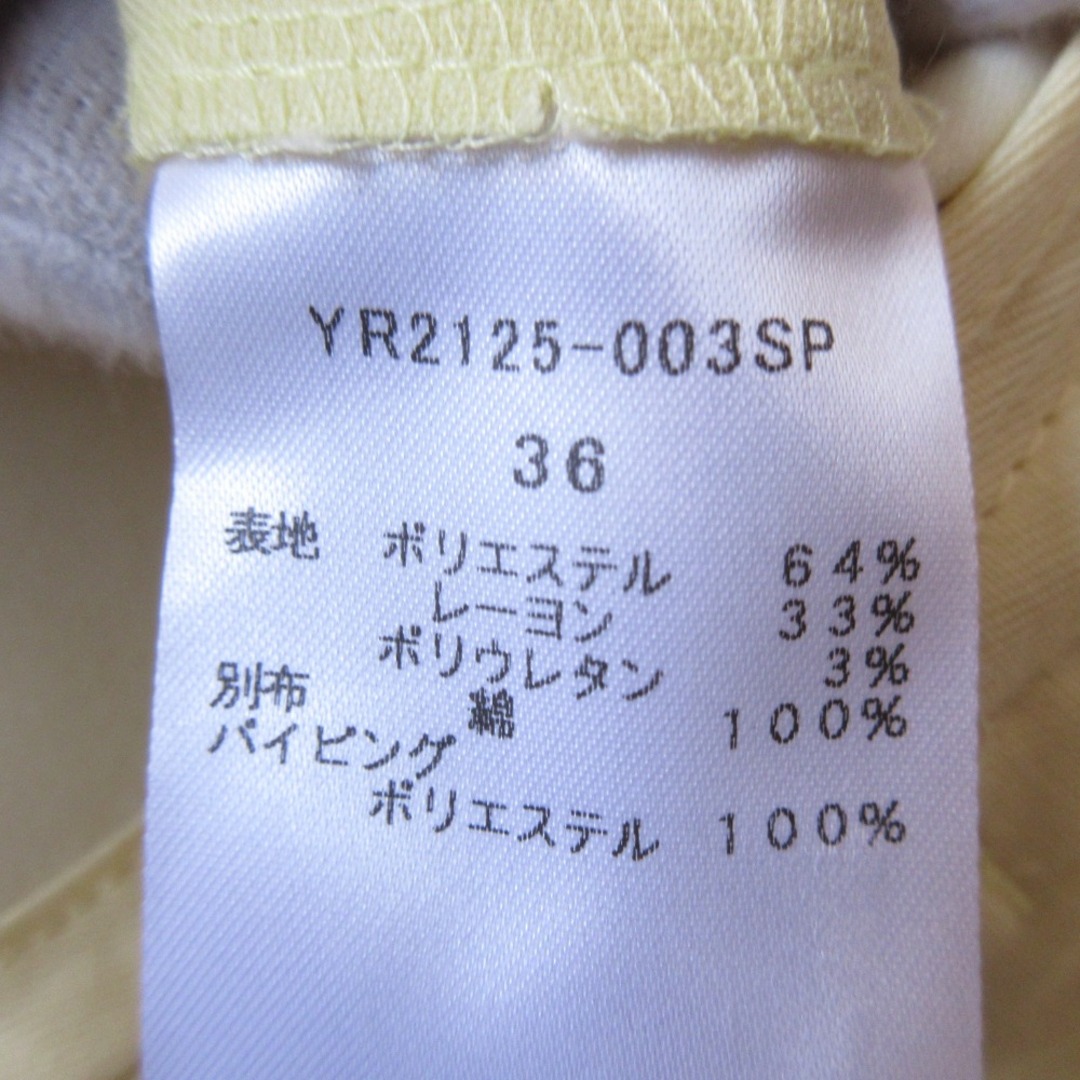 YR2125-003SP
36
表地 ポリエステル 64%
レーヨン 33%
ポリウレタン 3%
別布 綿 100%
パイピング
ポリエステル 100%